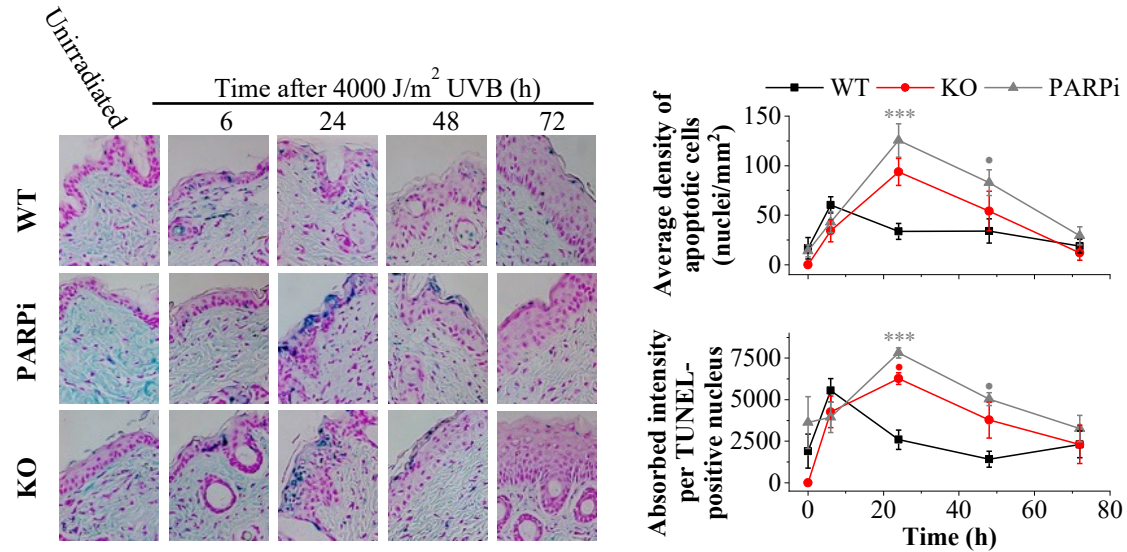 Unirradiated
Time after 4000 J/m² UVB (h)
6 24 48 72
WT
PARPi
KO
WT KO PARPi
Average density of
apoptotic cells
(nuclei/mm²)
150
100
50
0
***
•
Absorbed intensity
per TUNEL-
positive nucleus
7500
5000
2500
0
***
•
•
0 20 40 60 80
Time (h)